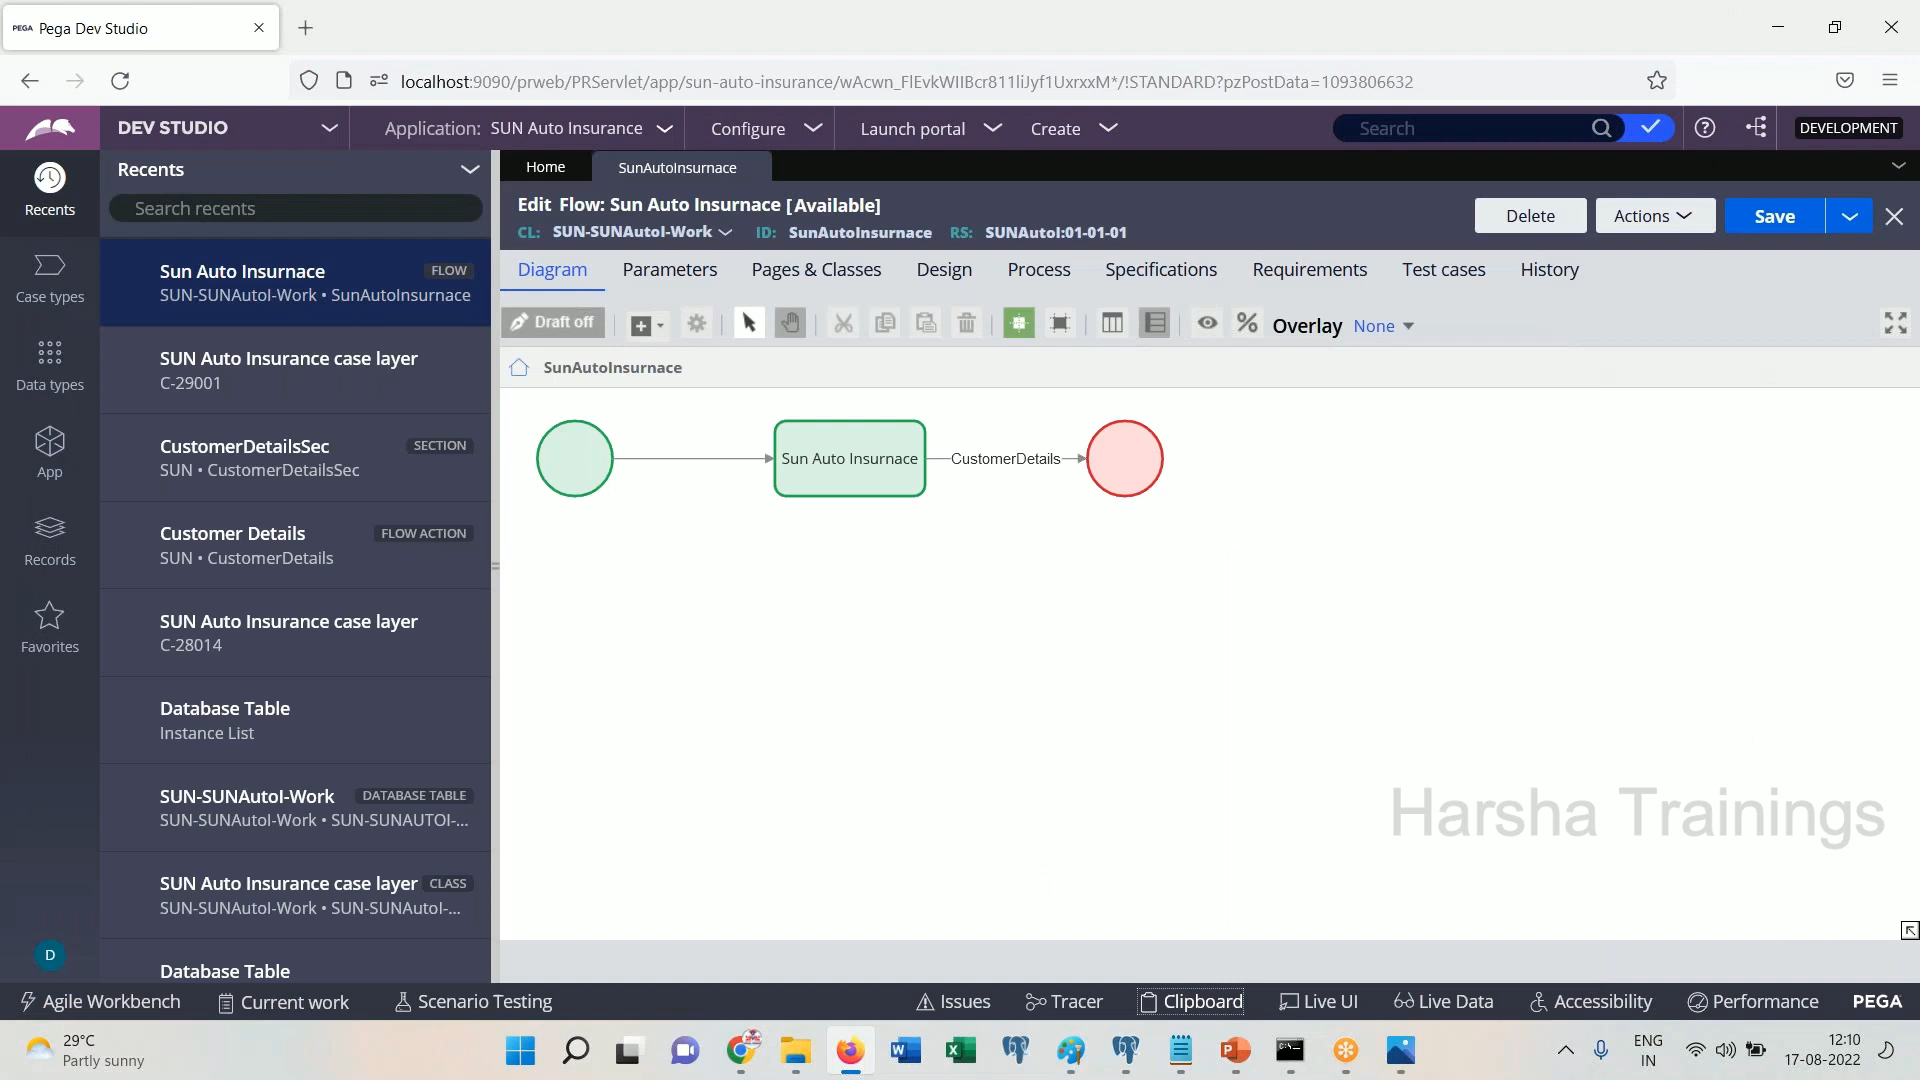 PEGA Pega Dev Studio
localhost:9090/prweb/PRServlet/app/sun-auto-insurance/wAcwn_FlEvkWIIBcr811liJyf1UxrxxM*/!STANDARD?pzPostData=1093806632
DEV STUDIO
Application: SUN Auto Insurance
Configure
Launch portal
Create
Search
DEVELOPMENT
Recents
Recents
Search recents
Home
SunAutoInsurnace
Edit Flow: Sun Auto Insurnace [Available]
CL: SUN-SUNAutoI-Work ID: SunAutoInsurnace RS: SUNAutoI:01-01-01
Delete
Actions
Save
Diagram
Parameters
Pages & Classes
Design
Process
Specifications
Requirements
Test cases
History
Draft off
Overlay None
SunAutoInsurnace
Sun Auto Insurnace
CustomerDetails
Case types
Data types
App
Records
Favorites
D
Sun Auto Insurnace FLOW
SUN-SUNAutoI-Work • SunAutoInsurnace
SUN Auto Insurance case layer
C-29001
CustomerDetailsSec SECTION
SUN • CustomerDetailsSec
Customer Details FLOW ACTION
SUN • CustomerDetails
SUN Auto Insurance case layer
C-28014
Database Table
Instance List
SUN-SUNAutoI-Work DATABASE TABLE
SUN-SUNAutoI-Work • SUN-SUNAUTOI-...
SUN Auto Insurance case layer CLASS
SUN-SUNAutoI-Work • SUN-SUNAutoI-...
Database Table
Harsha Trainings
Agile Workbench
Current work
Scenario Testing
Issues
Tracer
Clipboard
Live UI
Live Data
Accessibility
Performance
PEGA
29°C
Partly sunny
ENG
IN
12:10
17-08-2022